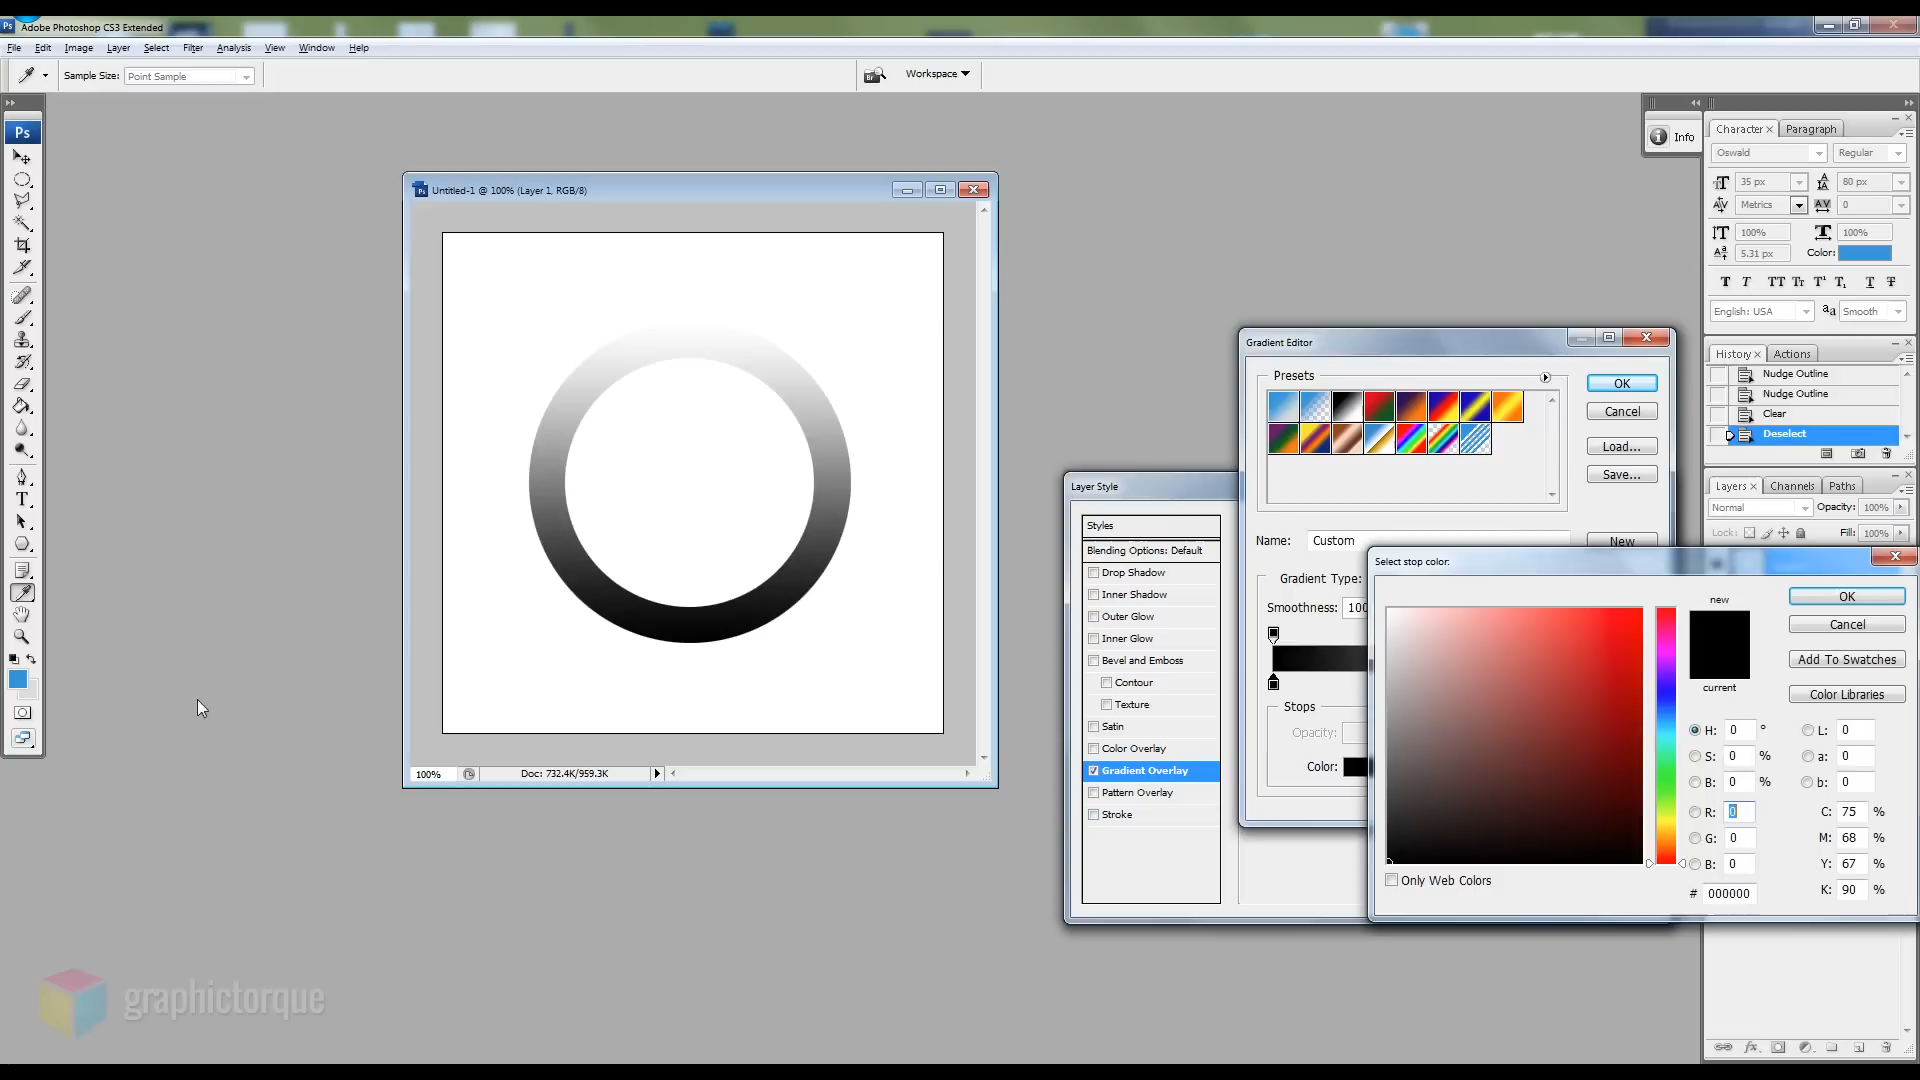 Ps Adobe Photoshop CS3 Extended
File Edit Image Layer Select Filter Analysis View Window Help
Sample Size: Point Sample
Br Workspace
Ps
Info
Character Paragraph
Oswald Regular
35 px 80 px
Metrics 0
100% 100%
5.31 px Color:
English: USA aa Smooth
History Actions
Nudge Outline
Nudge Outline
Clear
Deselect
Layers Channels Paths
Normal Opacity: 100%
Lock: Fill: 100%
Untitled-1 @ 100% (Layer 1, RGB/8)
100% Doc: 732.4K/959.3K
Gradient Editor
Presets
OK
Cancel
Load...
Save...
Name: Custom New
Gradient Type:
Smoothness: 100
Stops
Opacity:
Color:
Layer Style
Styles
Blending Options: Default
Drop Shadow
Inner Shadow
Outer Glow
Inner Glow
Bevel and Emboss
Contour
Texture
Satin
Color Overlay
Gradient Overlay
Pattern Overlay
Stroke
Select stop color:
new
current
OK
Cancel
Add To Swatches
Color Libraries
H: 0 ° L: 0
S: 0 % a: 0
B: 0 % b: 0
R: 0 C: 75 %
G: 0 M: 68 %
B: 0 Y: 67 %
# 000000 K: 90 %
Only Web Colors
graphictorque